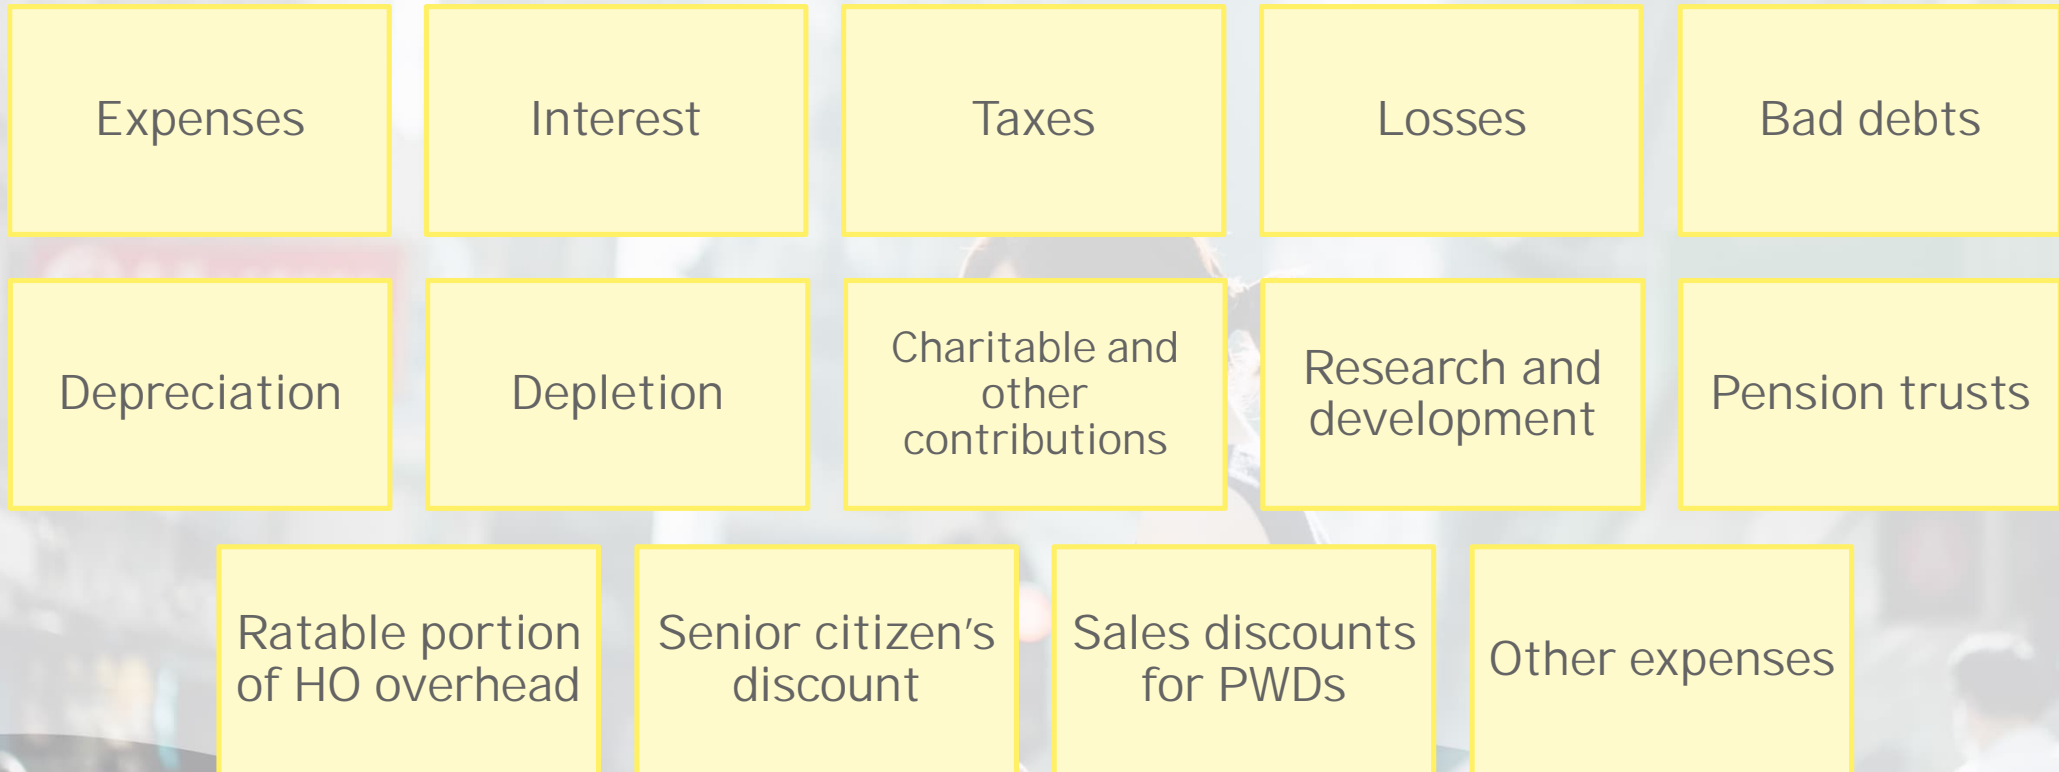 Expenses
Interest
Taxes
Losses
Bad debts
Depreciation
Depletion
Charitable and
other
contributions
Research and
development
Pension trusts
Ratable portion
of HO overhead
Senior citizen’s
discount
Sales discounts
for PWDs
Other expenses